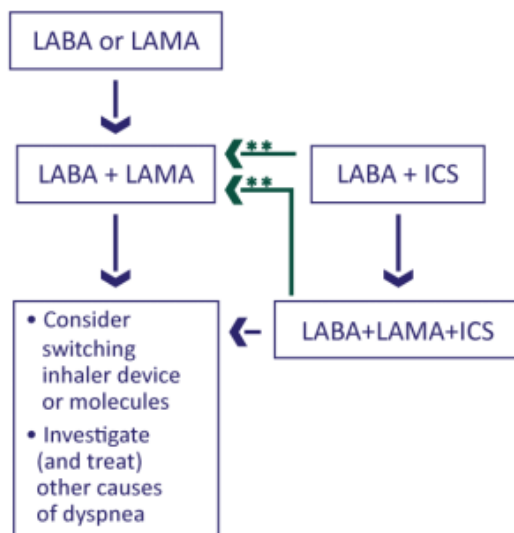 LABA or LAMA
**
LABA + LAMA
LABA + ICS
**
• Consider
switching
inhaler device
or molecules
• Investigate
(and treat)
other causes
of dyspnea
LABA+LAMA+ICS